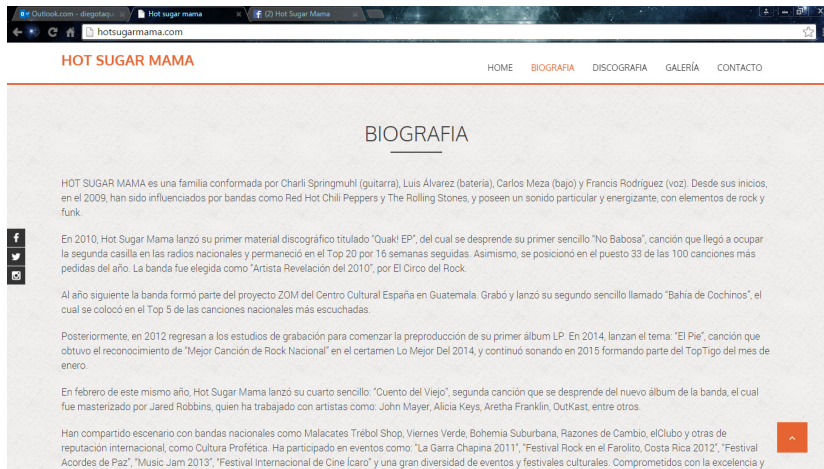 Outlook.com - diegotaqu
Hot sugar mama
(2) Hot Sugar Mama
hotsugarmama.com
HOT SUGAR MAMA
HOME BIOGRAFIA DISCOGRAFIA GALERÍA CONTACTO
BIOGRAFIA
HOT SUGAR MAMA es una familia conformada por Charli Springmuhl (guitarra), Luis Álvarez (batería), Carlos Meza (bajo) y Francis Rodríguez (voz). Desde sus inicios,
en el 2009, han sido influenciados por bandas como Red Hot Chili Peppers y The Rolling Stones, y poseen un sonido particular y energizante, con elementos de rock y
funk.
En 2010, Hot Sugar Mama lanzó su primer material discográfico titulado "Quak! EP", del cual se desprende su primer sencillo "No Babosa", canción que llegó a ocupar
la segunda casilla en las radios nacionales y permaneció en el Top 20 por 16 semanas seguidas. Asimismo, se posicionó en el puesto 33 de las 100 canciones más
pedidas del año. La banda fue elegida como "Artista Revelación del 2010", por El Circo del Rock.
Al año siguiente la banda formó parte del proyecto ZOM del Centro Cultural España en Guatemala. Grabó y lanzó su segundo sencillo llamado "Bahía de Cochinos", el
cual se colocó en el Top 5 de las canciones nacionales más escuchadas.
Posteriormente, en 2012 regresan a los estudios de grabación para comenzar la preproducción de su primer álbum LP. En 2014, lanzan el tema: "El Pie", canción que
obtuvo el reconocimiento de "Mejor Canción de Rock Nacional" en el certamen Lo Mejor Del 2014, y continuó sonando en 2015 formando parte del TopTigo del mes de
enero.
En febrero de este mismo año, Hot Sugar Mama lanzó su cuarto sencillo: "Cuento del Viejo", segunda canción que se desprende del nuevo álbum de la banda, el cual
fue masterizado por Jared Robbins, quien ha trabajado con artistas como: John Mayer, Alicia Keys, Aretha Franklin, OutKast, entre otros.
Han compartido escenario con bandas nacionales como Malacates Trébol Shop, Viernes Verde, Bohemia Suburbana, Razones de Cambio, elClubo y otras de
reputación internacional, como Cultura Profética. Ha participado en eventos como: "La Garra Chapina 2011", "Festival Rock en el Farolito, Costa Rica 2012", "Festival
Acordes de Paz", "Music Jam 2013", "Festival Internacional de Cine Ícaro" y una gran diversidad de eventos y festivales culturales. Comprometidos con la excelencia y